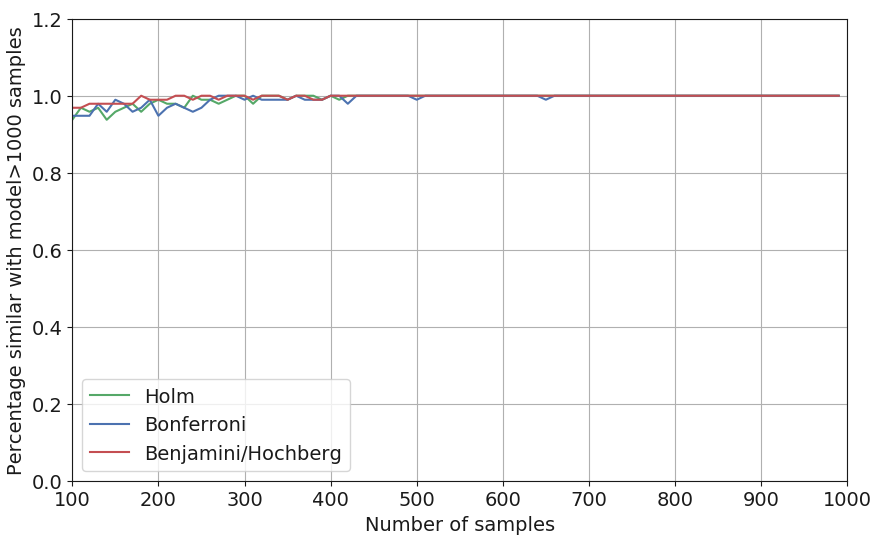 Percentage similar with model>1000 samples
1.2
1.0
0.8
0.6
0.4
0.2
0.0
Holm
Bonferroni
Benjamini/Hochberg
100 200 300 400 500 600 700 800 900 1000
Number of samples